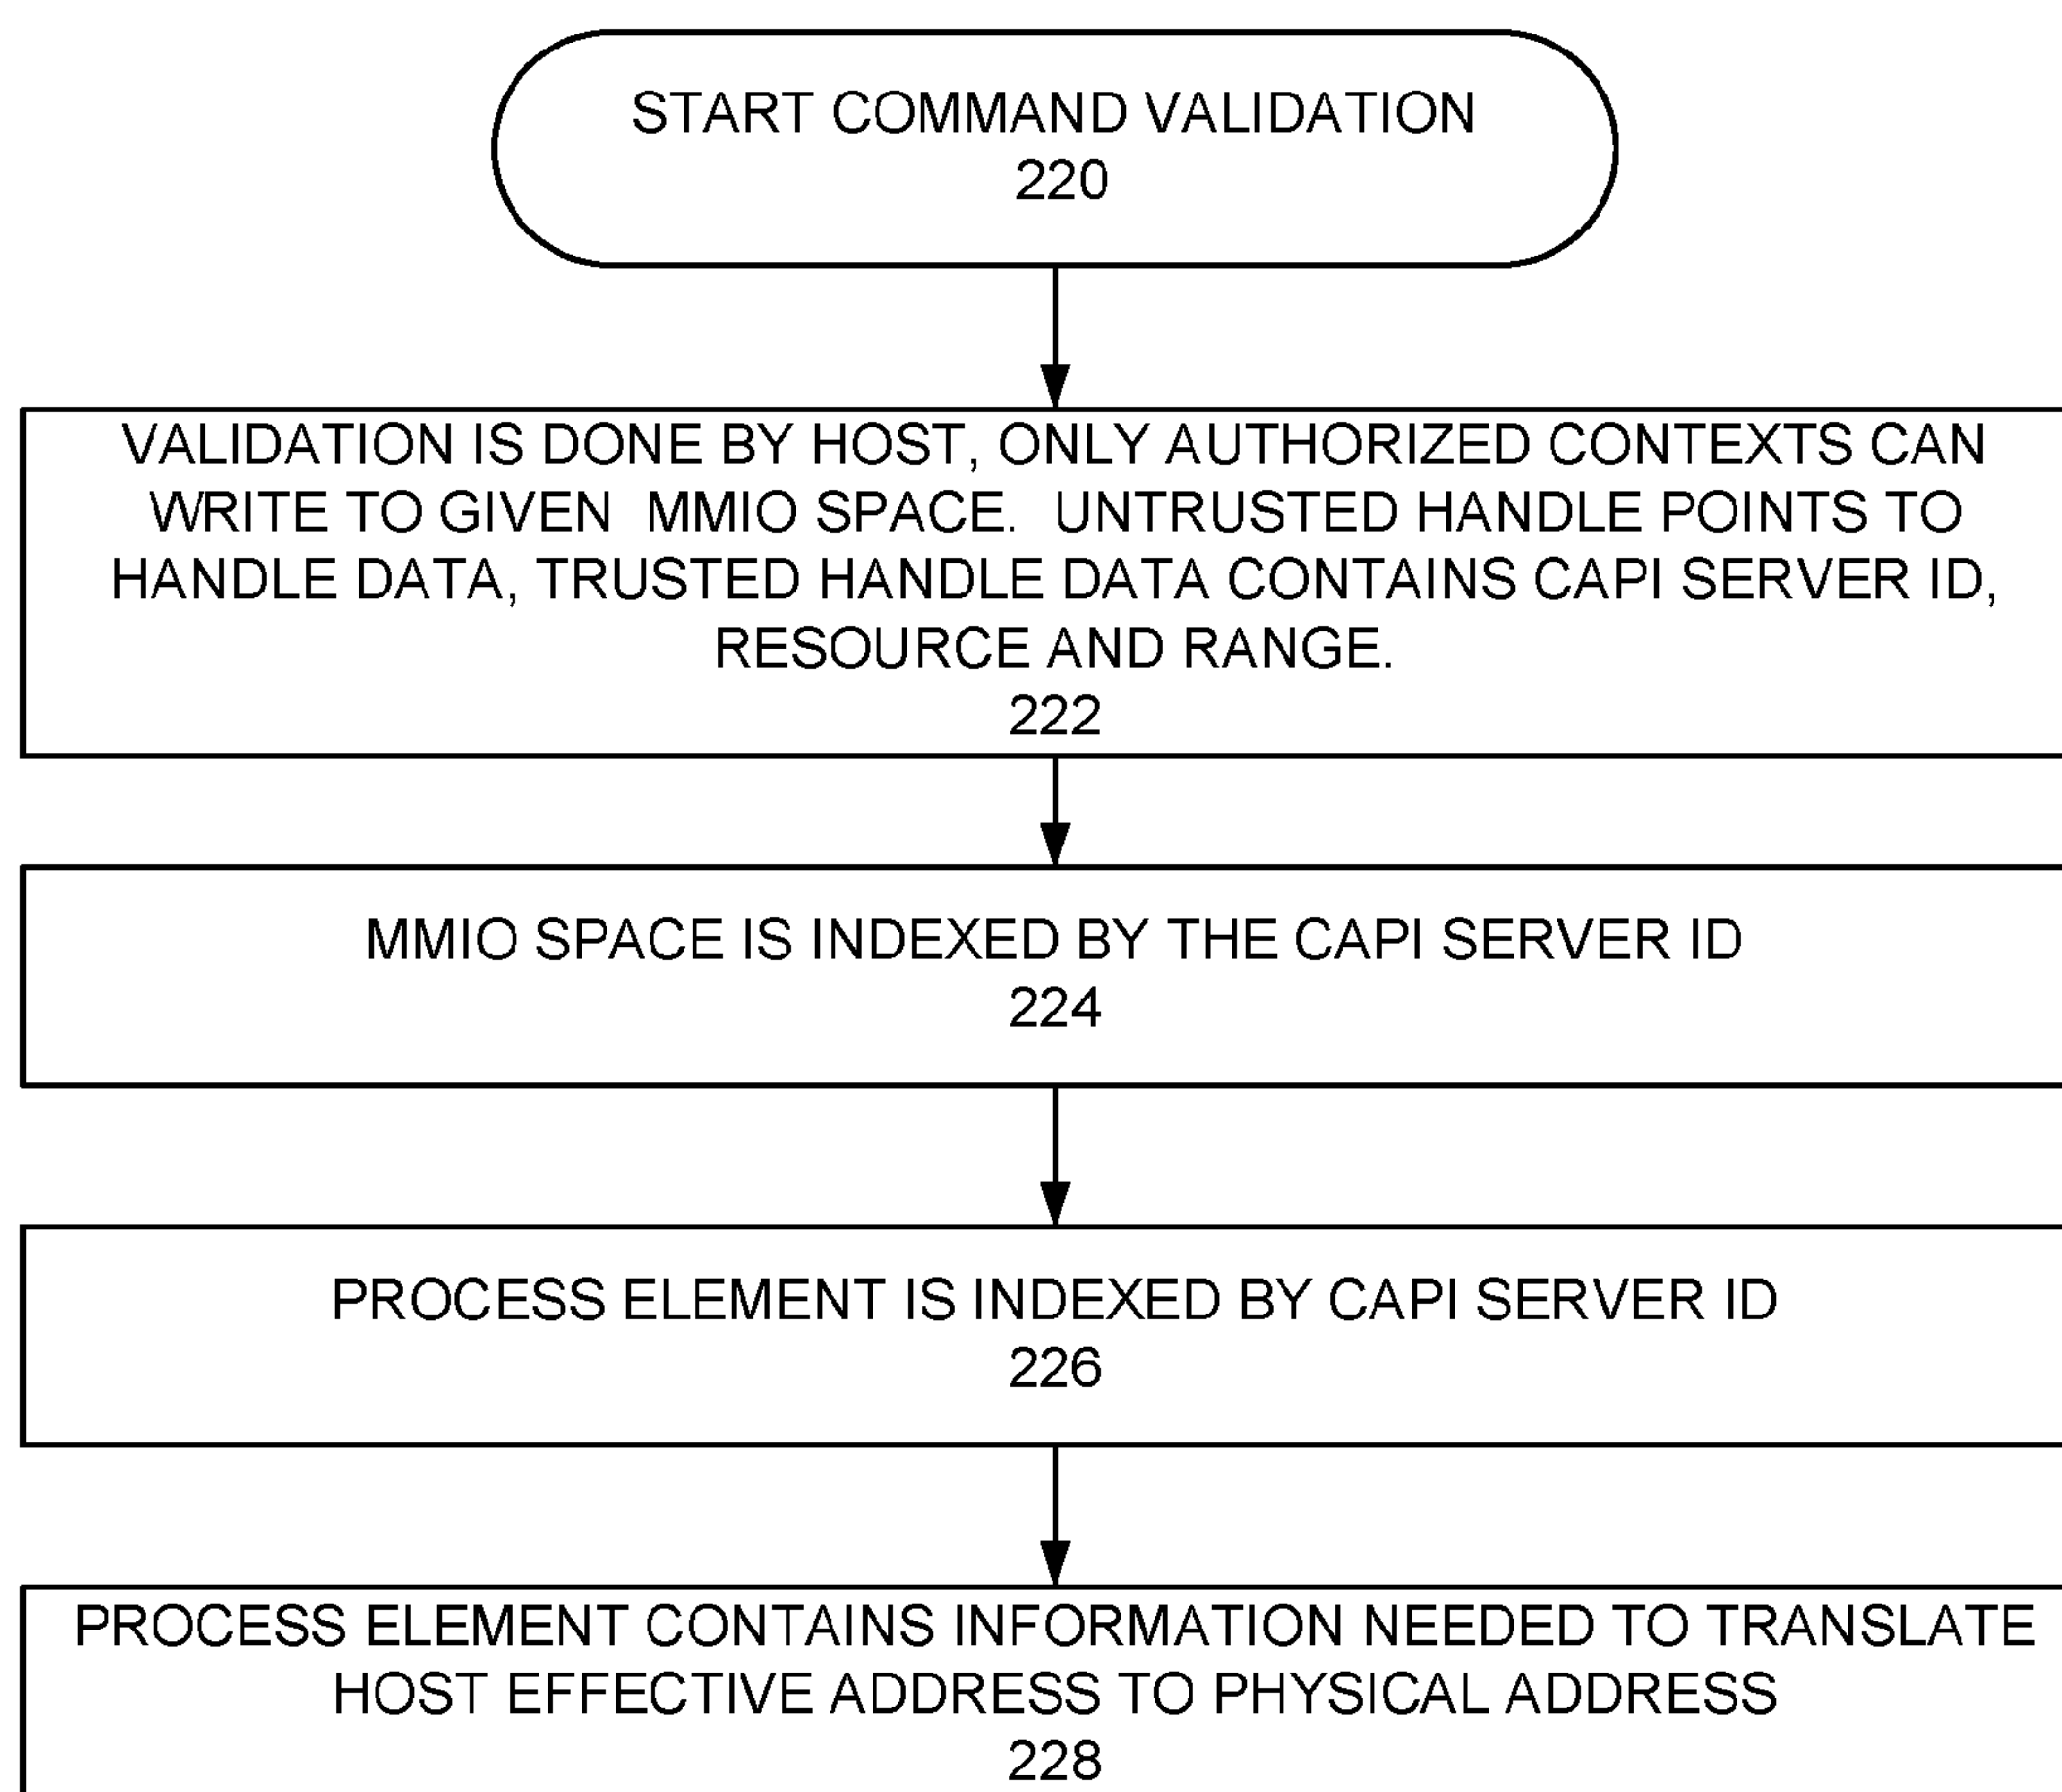 START COMMAND VALIDATION
220
VALIDATION IS DONE BY HOST, ONLY AUTHORIZED CONTEXTS CAN
WRITE TO GIVEN MMIO SPACE. UNTRUSTED HANDLE POINTS TO
HANDLE DATA, TRUSTED HANDLE DATA CONTAINS CAPI SERVER ID,
RESOURCE AND RANGE.
222
MMIO SPACE IS INDEXED BY THE CAPI SERVER ID
224
PROCESS ELEMENT IS INDEXED BY CAPI SERVER ID
226
PROCESS ELEMENT CONTAINS INFORMATION NEEDED TO TRANSLATE
HOST EFFECTIVE ADDRESS TO PHYSICAL ADDRESS
228